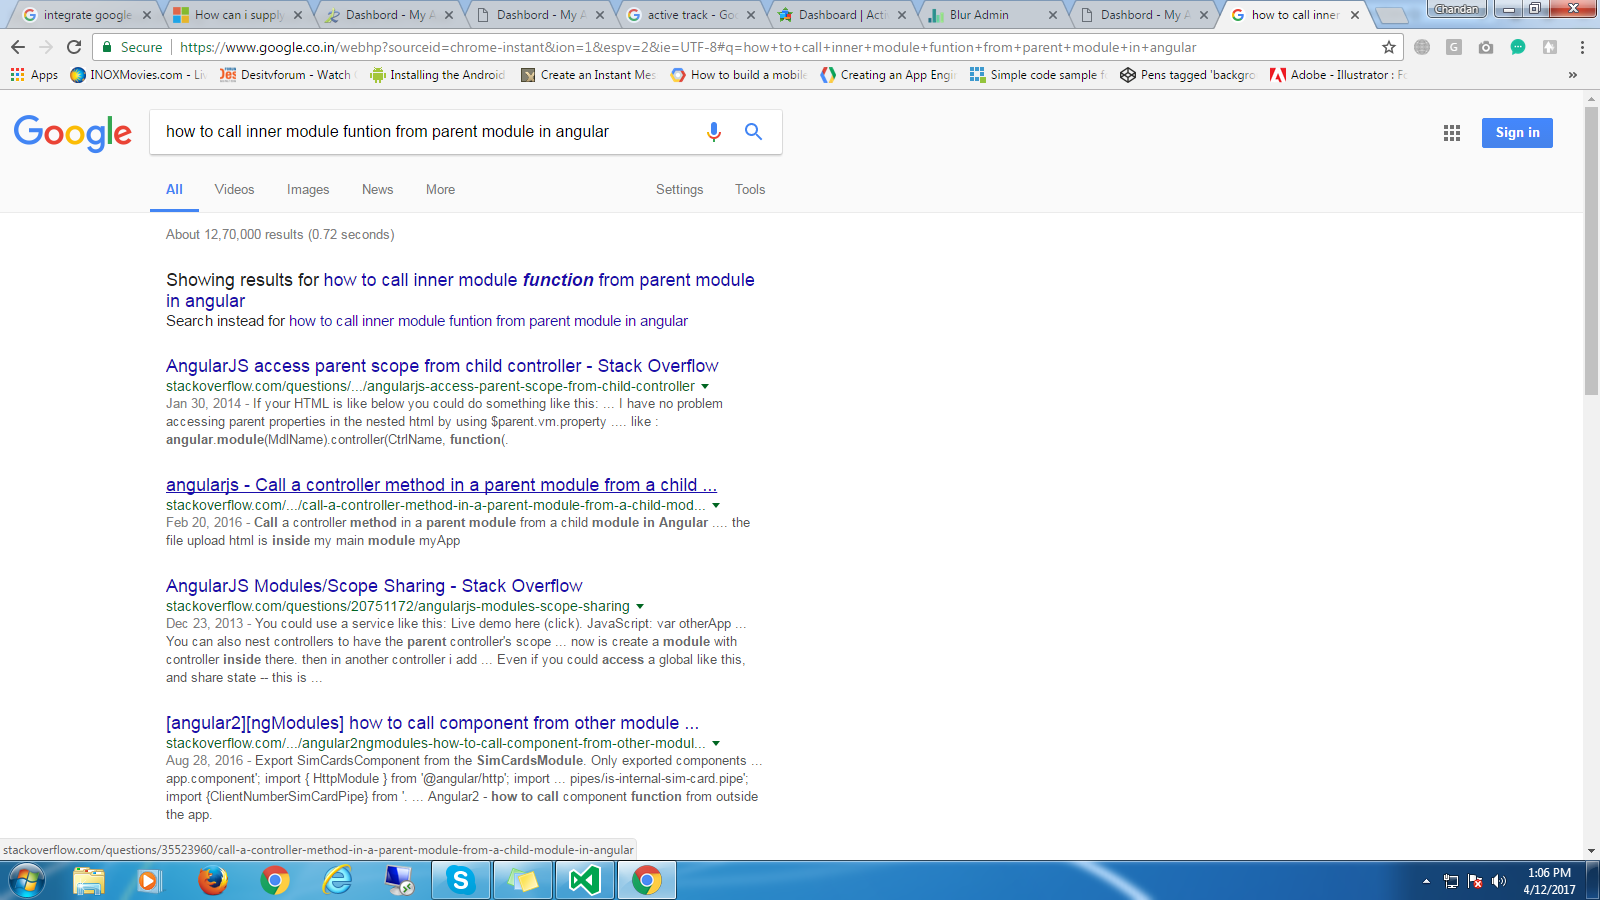 integrate google
How can i supply
Dashbord - My A
Dashbord - My A
active track - Goo
Dashboard | Activ
Blur Admin
Dashbord - My A
how to call inner
Chandan
Secure
https://www.google.co.in/webhp?sourceid=chrome-instant&ion=1&espv=2&ie=UTF-8#q=how+to+call+inner+module+funtion+from+parent+module+in+angular
Apps
INOXMovies.com - Liv
Desitvforum - Watch
Installing the Android
Create an Instant Mes
How to build a mobile
Creating an App Engi
Simple code sample f
Pens tagged 'backgro
Adobe - Illustrator : Fo
Google
how to call inner module funtion from parent module in angular
Sign in
All
Videos
Images
News
More
Settings
Tools
About 12,70,000 results (0.72 seconds)
Showing results for how to call inner module function from parent module
in angular
Search instead for how to call inner module funtion from parent module in angular
AngularJS access parent scope from child controller - Stack Overflow
stackoverflow.com/questions/.../angularjs-access-parent-scope-from-child-controller
Jan 30, 2014 - If your HTML is like below you could do something like this: ... I have no problem
accessing parent properties in the nested html by using $parent.vm.property .... like :
angular.module(MdlName).controller(CtrlName, function(.
angularjs - Call a controller method in a parent module from a child ...
stackoverflow.com/.../call-a-controller-method-in-a-parent-module-from-a-child-mod...
Feb 20, 2016 - Call a controller method in a parent module from a child module in Angular .... the
file upload html is inside my main module myApp
AngularJS Modules/Scope Sharing - Stack Overflow
stackoverflow.com/questions/20751172/angularjs-modules-scope-sharing
Dec 23, 2013 - You could use a service like this: Live demo here (click). JavaScript: var otherApp ...
You can also nest controllers to have the parent controller's scope ... now is create a module with
controller inside there. then in another controller i add ... Even if you could access a global like this,
and share state -- this is ...
[angular2][ngModules] how to call component from other module ...
stackoverflow.com/.../angular2ngmodules-how-to-call-component-from-other-modul...
Aug 28, 2016 - Export SimCardsComponent from the SimCardsModule. Only exported components ...
app.component'; import { HttpModule } from '@angular/http'; import ... pipes/is-internal-sim-card.pipe';
import {ClientNumberSimCardPipe} from '. ... Angular2 - how to call component function from outside
the app.
stackoverflow.com/questions/35523960/call-a-controller-method-in-a-parent-module-from-a-child-module-in-angular
1:06 PM
4/12/2017